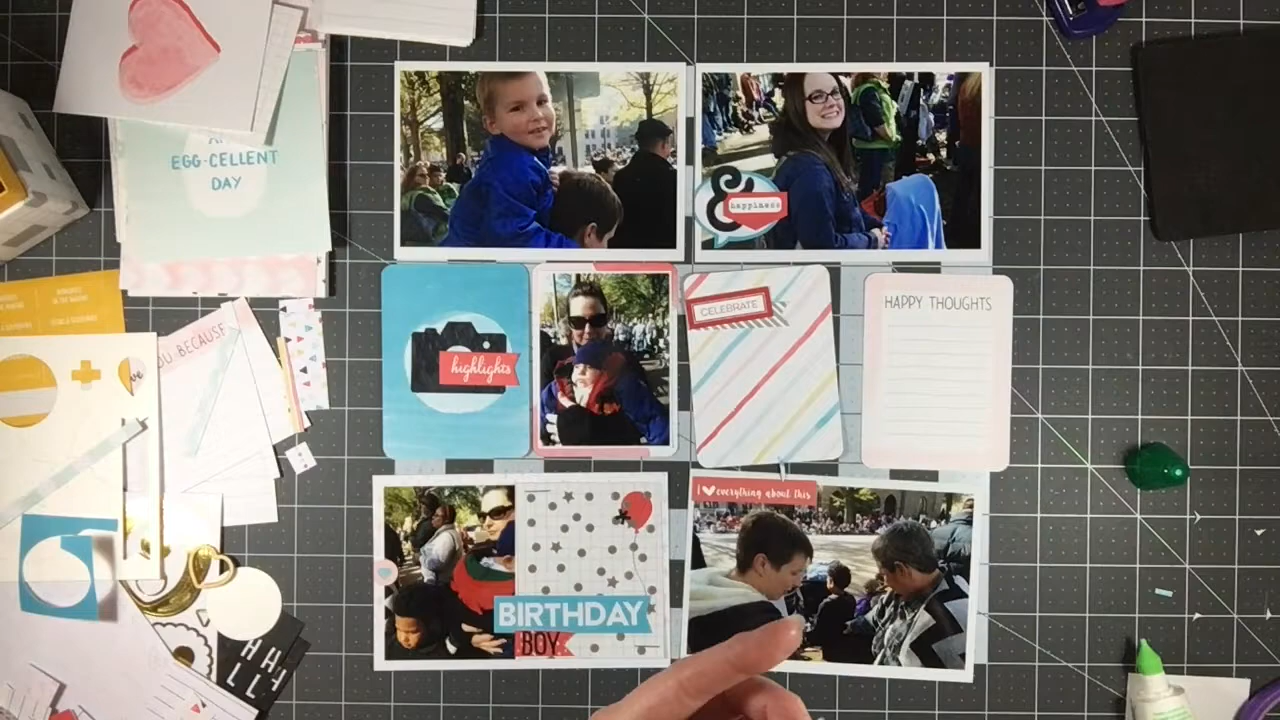 EGG-CELLENT
DAY
&
happiness
highlights
CELEBRATE
HAPPY THOUGHTS
YOU BECAUSE
I everything about this
BIRTHDAY
BOY